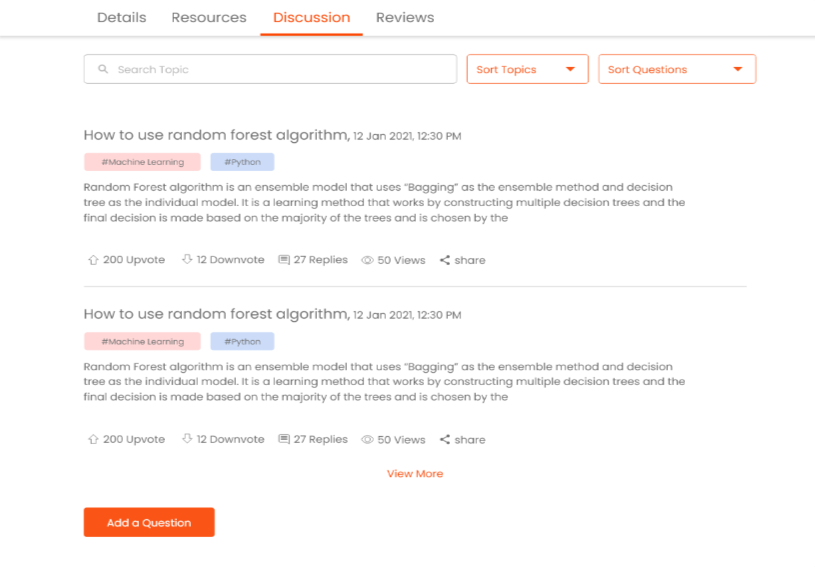 Details Resources Discussion Reviews
Search Topic Sort Topics Sort Questions
How to use random forest algorithm, 12 Jan 2021, 12:30 PM
#Machine Learning #Python
Random Forest algorithm is an ensemble model that uses “Bagging” as the ensemble method and decision
tree as the individual model. It is a learning method that works by constructing multiple decision trees and the
final decision is made based on the majority of the trees and is chosen by the
200 Upvote 12 Downvote 27 Replies 50 Views share
How to use random forest algorithm, 12 Jan 2021, 12:30 PM
#Machine Learning #Python
Random Forest algorithm is an ensemble model that uses “Bagging” as the ensemble method and decision
tree as the individual model. It is a learning method that works by constructing multiple decision trees and the
final decision is made based on the majority of the trees and is chosen by the
200 Upvote 12 Downvote 27 Replies 50 Views share
View More
Add a Question